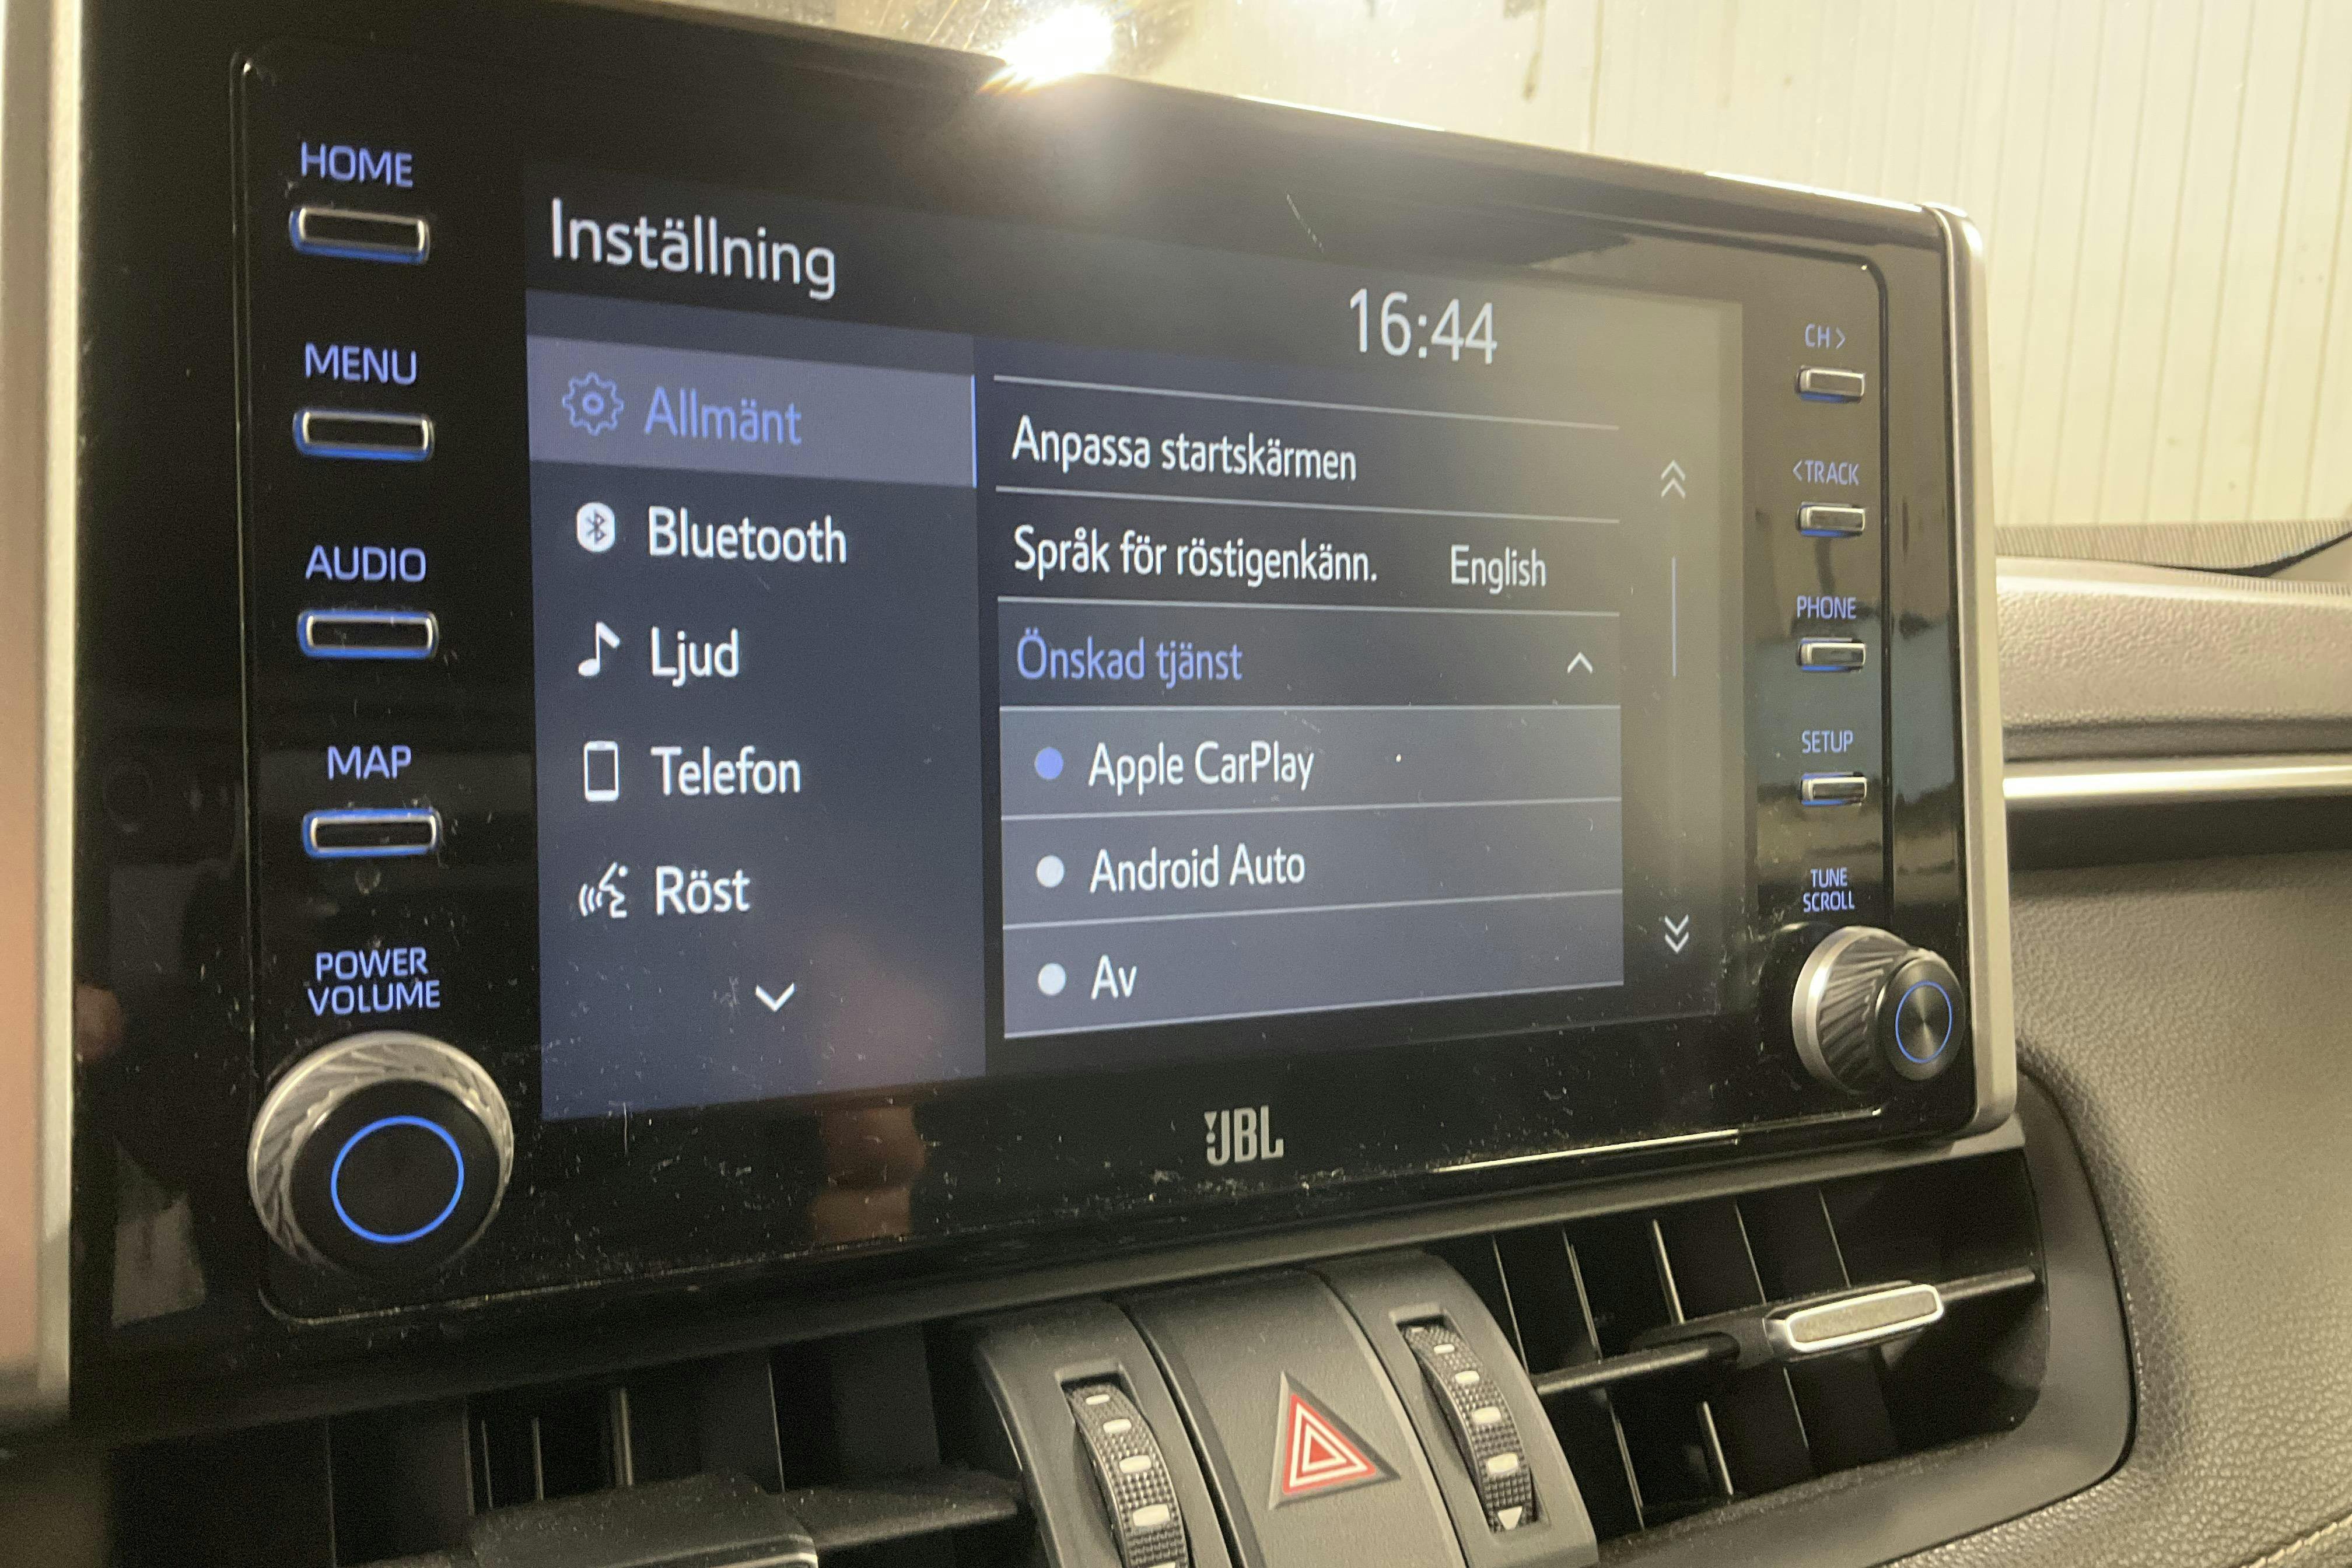 HOME
MENU
AUDIO
MAP
POWER
VOLUME
Inställning
16:44
Allmänt
Bluetooth
Ljud
Telefon
Röst
Anpassa startskärmen
Språk för röstigenkänn. English
Önskad tjänst
Apple CarPlay
Android Auto
Av
CH>
<TRACK
PHONE
SETUP
TUNE
SCROLL
JBL